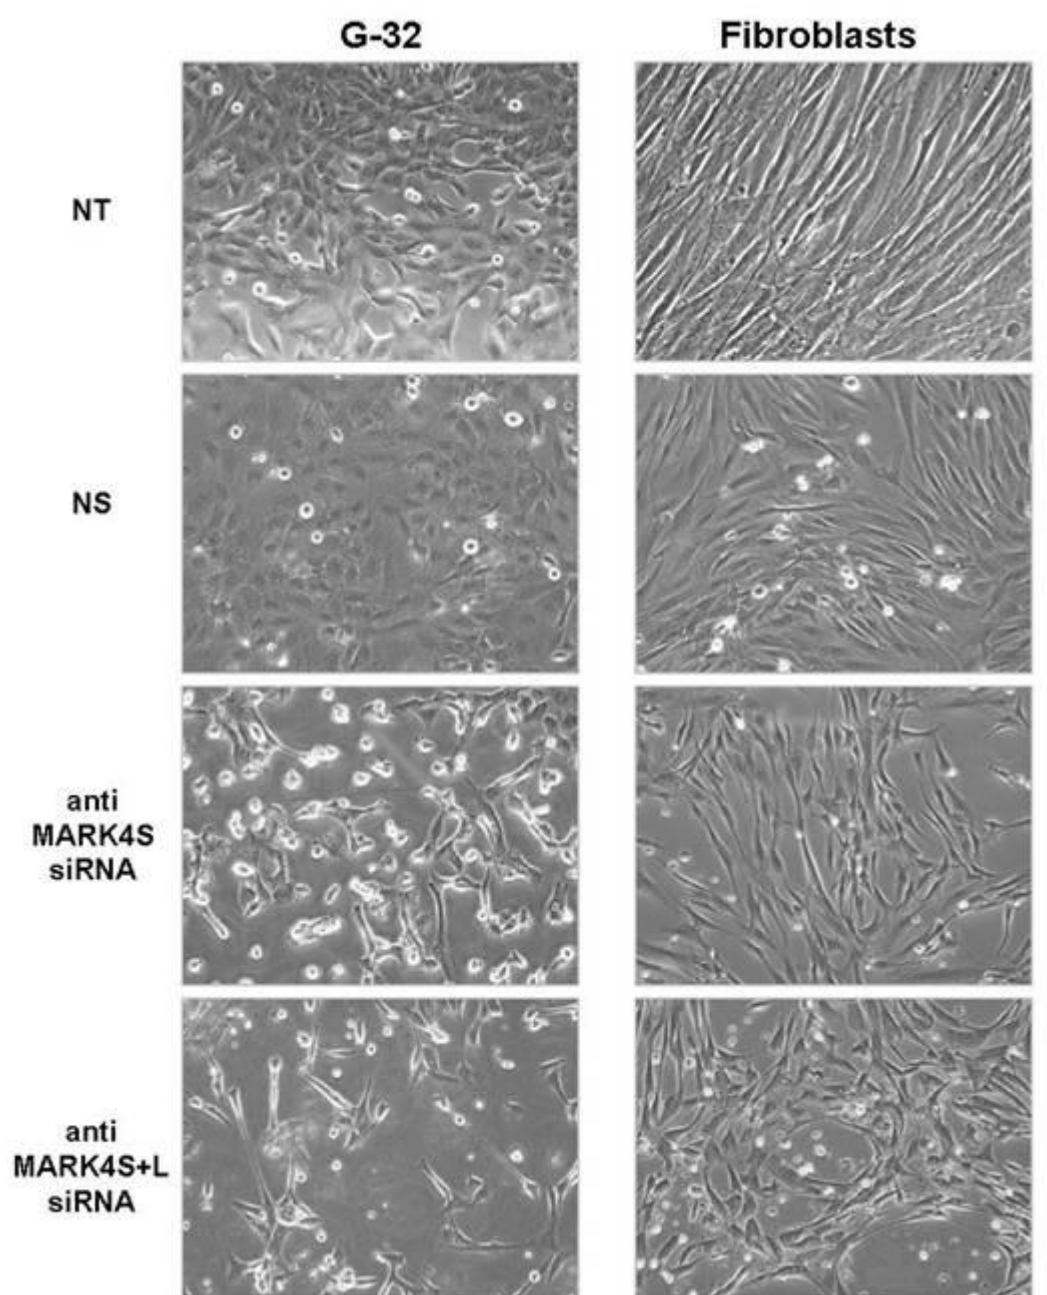 G-32 Fibroblasts
NT
NS
anti
MARK4S
siRNA
anti
MARK4S+L
siRNA